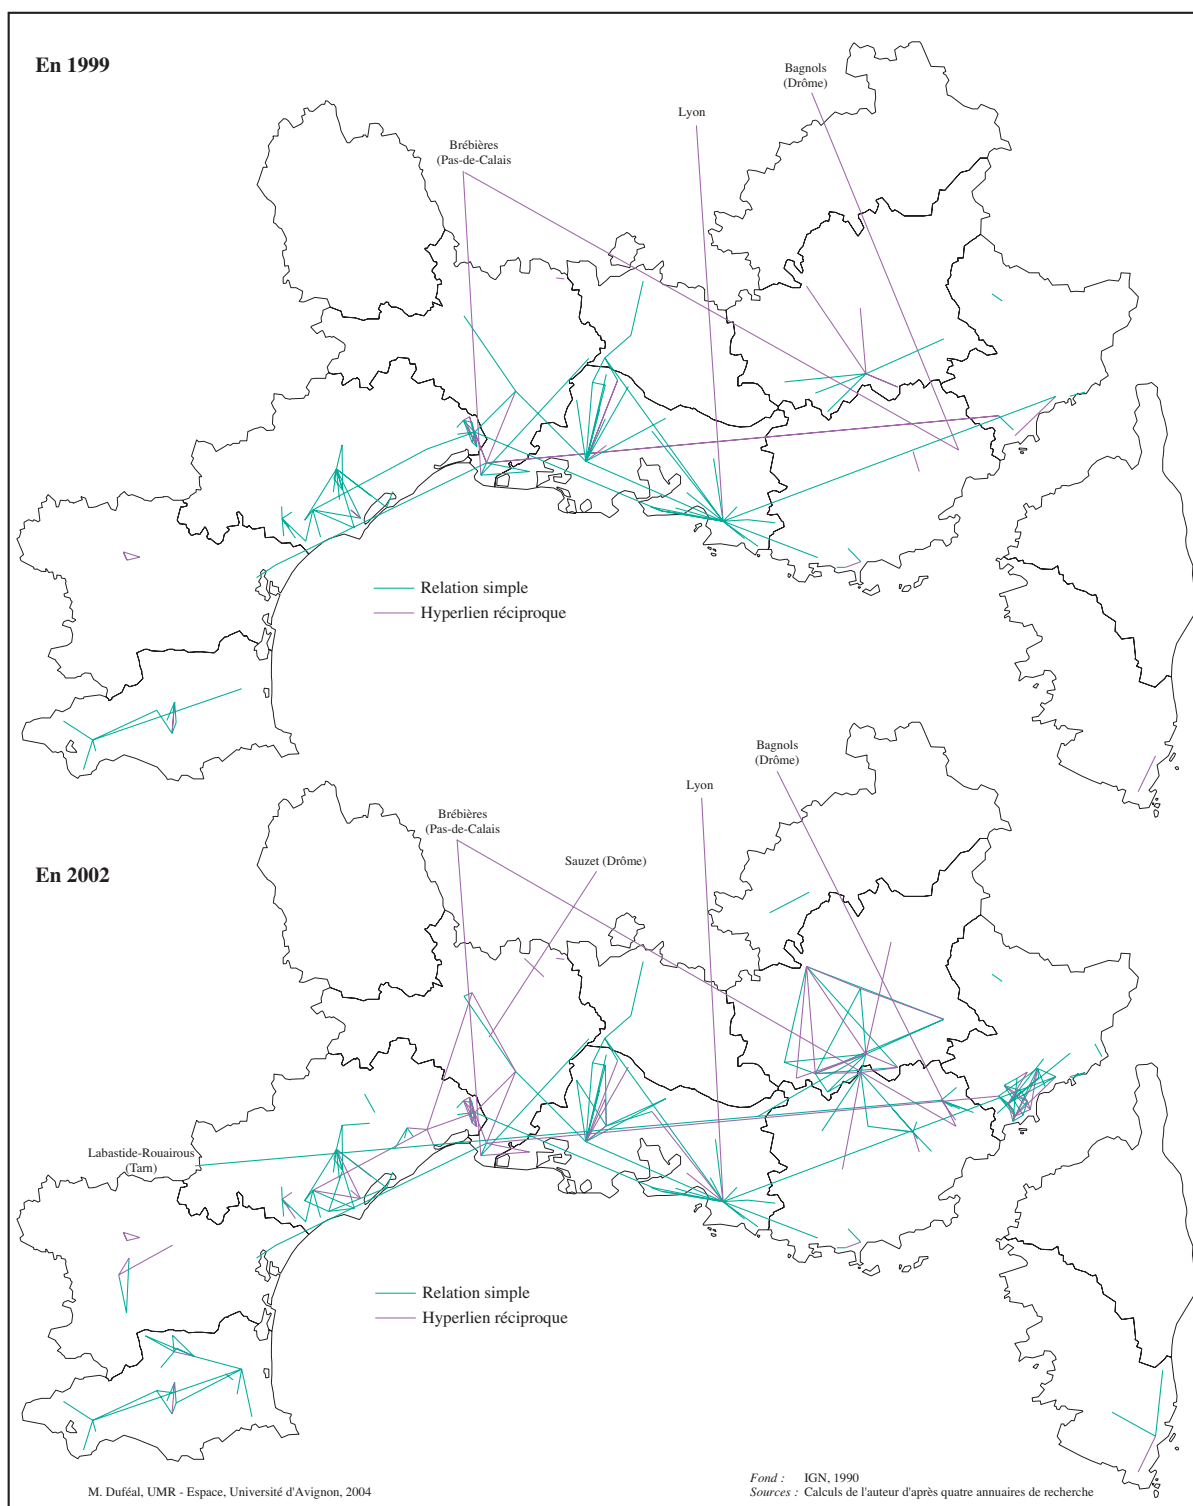 En 1999
Bagnols
(Drôme)
Lyon
Brébières
(Pas-de-Calais
Relation simple
Hyperlien réciproque
Bagnols
(Drôme)
Lyon
Brébières
(Pas-de-Calais
Sauzet (Drôme)
En 2002
Labastide-Rouairous
(Tarn)
Relation simple
Hyperlien réciproque
Fond : IGN, 1990
M. Duféal, UMR - Espace, Université d'Avignon, 2004
Sources : Calculs de l'auteur d'après quatre annuaires de recherche